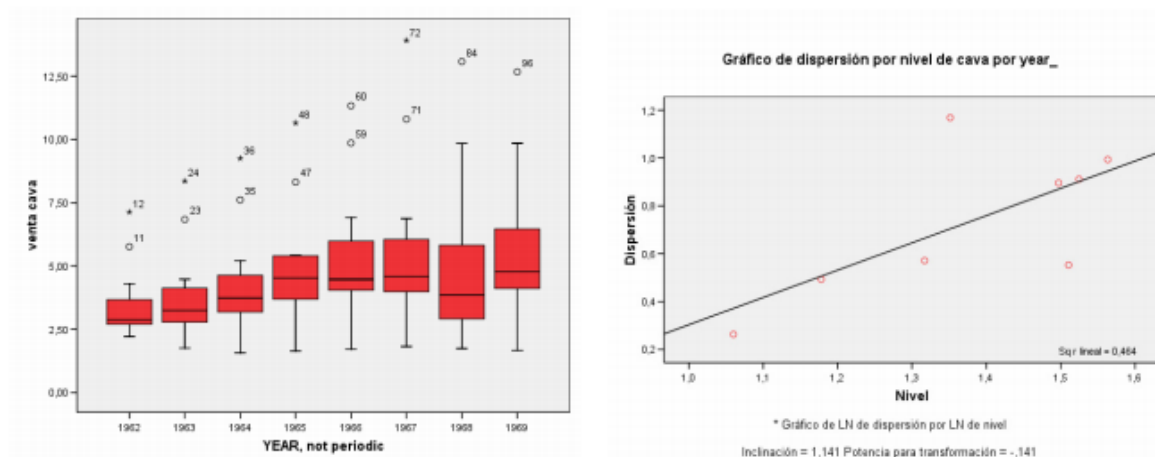 venta cava
12,50
10,00
7,50
5,00
2,50
0,00
12
11
24
23
36
35
48
47
60
59
72
71
84
96
1962 1963 1964 1965 1966 1967 1968 1969
YEAR, not periodic
Gráfico de dispersión por nivel de cava por year_
Dispersión
1,2
1,0
0,8
0,6
0,4
0,2
Sqr lineal = 0,464
1,0 1,1 1,2 1,3 1,4 1,5 1,6
Nivel
* Gráfico de LN de dispersión por LN de nivel
Inclinación = 1,141 Potencia para transformación = -,141